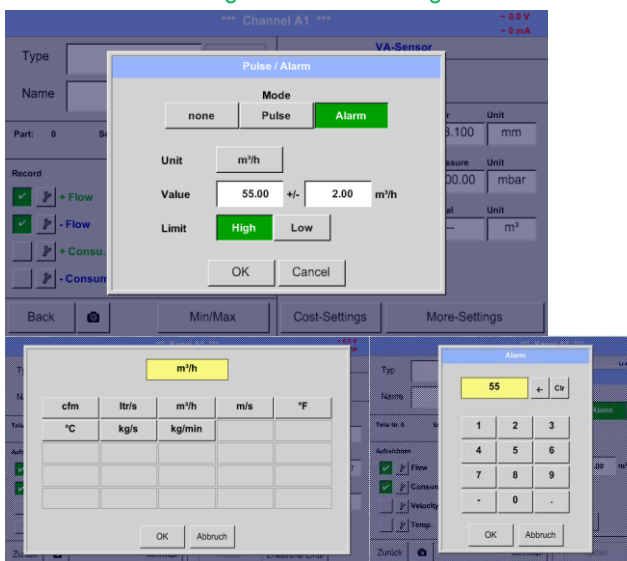 *** Channel A1 ***
~ 0.0 V
~ 0 mA
Type
VA-Sensor
Pulse / Alarm
Name
Mode
none Pulse Alarm
Unit
3.100 mm
Part: 0
Unit m³/h
Unit
00.00 mbar
Record
+ Flow
Value 55.00 +/- 2.00 m³/h
Unit
-- m³
- Flow
Limit High Low
+ Consu.
- Consum
OK Cancel
Back Min/Max Cost-Settings More-Settings
m³/h
cfm ltr/s m³/h m/s °F
°C kg/s kg/min
OK Abbruch
Alarm
Typ
55 ← Clr
Name
Teile Nr. 0
1 2 3
Aufzeichnen
4 5 6
Flow
7 8 9
Consum
- 0 .
Velocity
Temp.
OK Abbruch
Zurück